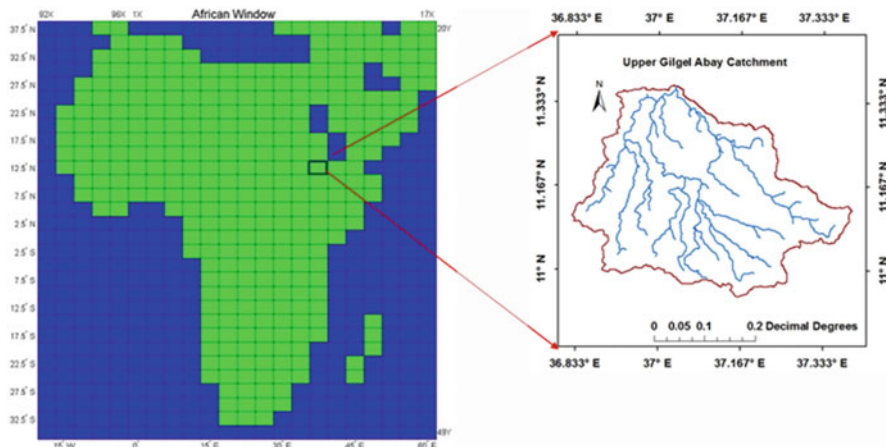 African Window
92X 96X 1X 17X
20Y
37.5° N
32.5° N
27.5° N
22.5° N
17.5° N
12.5° N
7.5° N
2.5° N
2.5° S
7.5° S
12.5° S
17.5° S
22.5° S
27.5° S
32.5° S
49Y
15° W 0° 15° E 30 E 45 E 60 E
36.833° E 37° E 37.167° E 37.333° E
Upper Gilgel Abay Catchment
N
11.333° N 11.333° N
11.167° N 11.167° N
11° N 11° N
0 0.05 0.1 0.2 Decimal Degrees
36.833° E 37° E 37.167° E 37.333° E